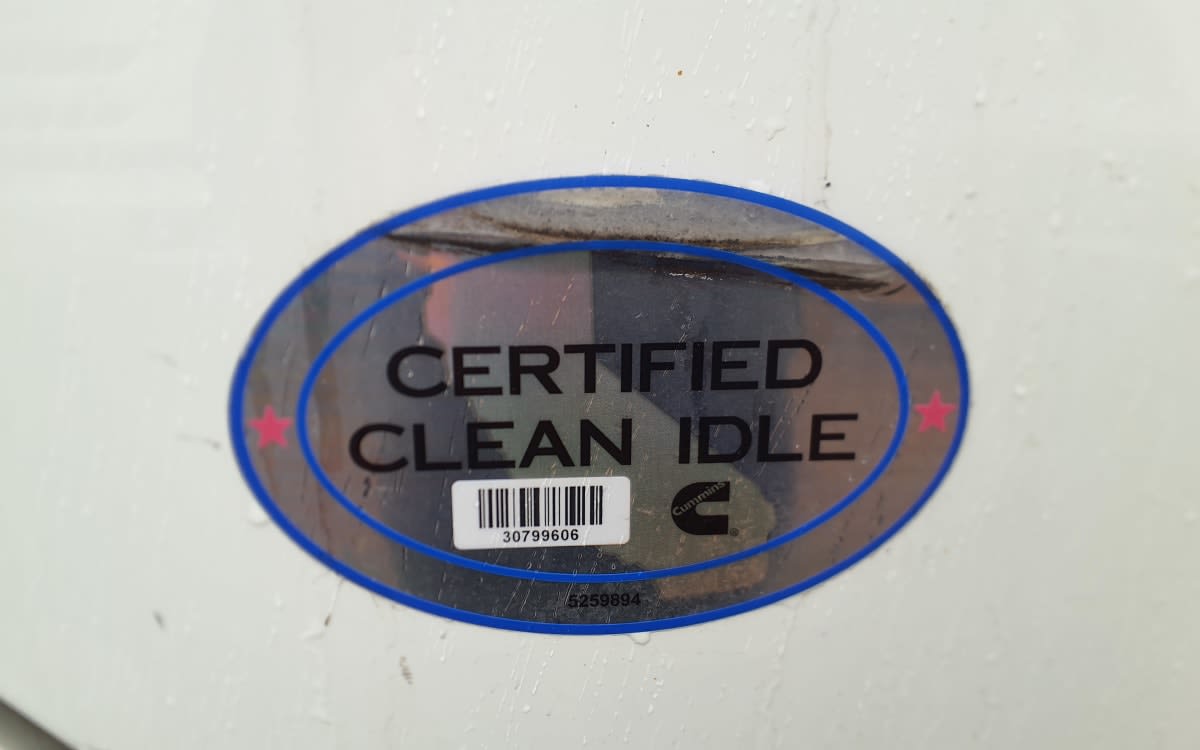 CERTIFIED
CLEAN IDLE
30799606
Cummins
®
5259894